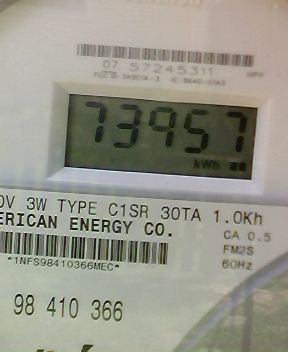 07 57245311
73957
kWh
0V 3W TYPE C1SR 30TA 1.0Kh
ERICAN ENERGY CO.
CA 0.5
FM2S
60Hz
*1NFS98410366MEC*
98 410 366